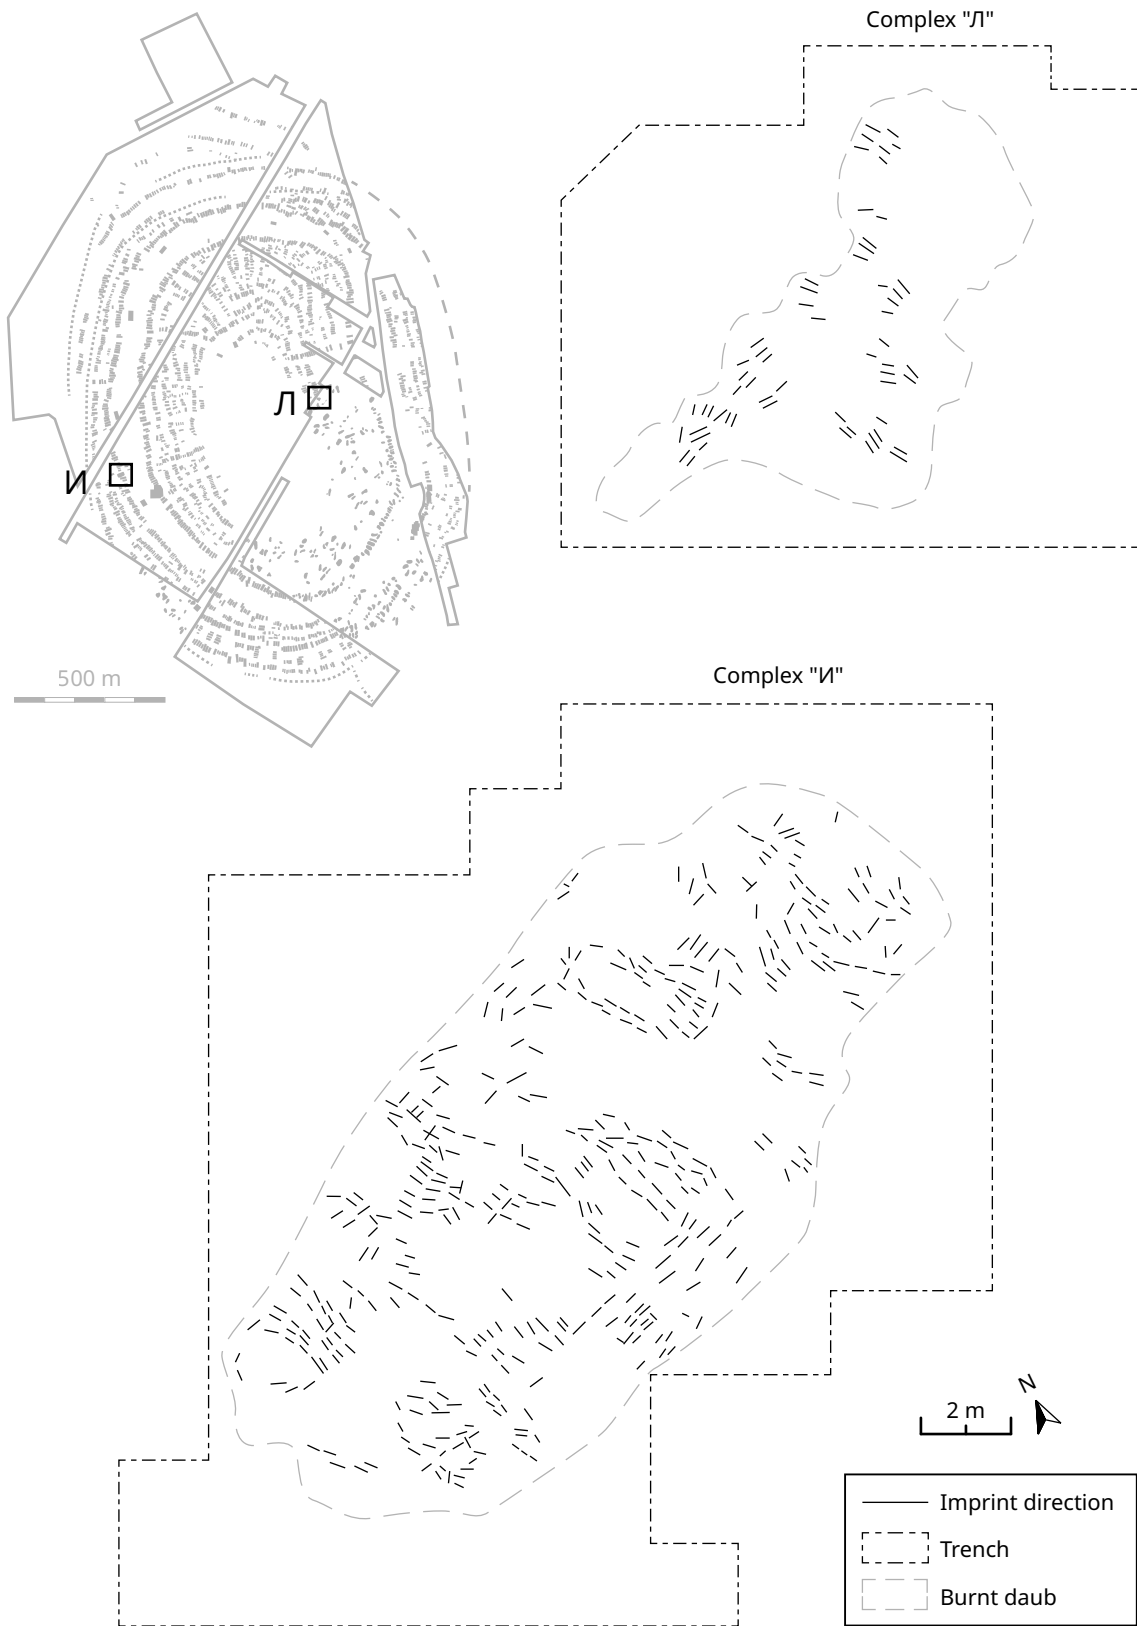 Complex "Л"
Л
И
500 m
Complex "И"
N
2 m
Imprint direction
Trench
Burnt daub